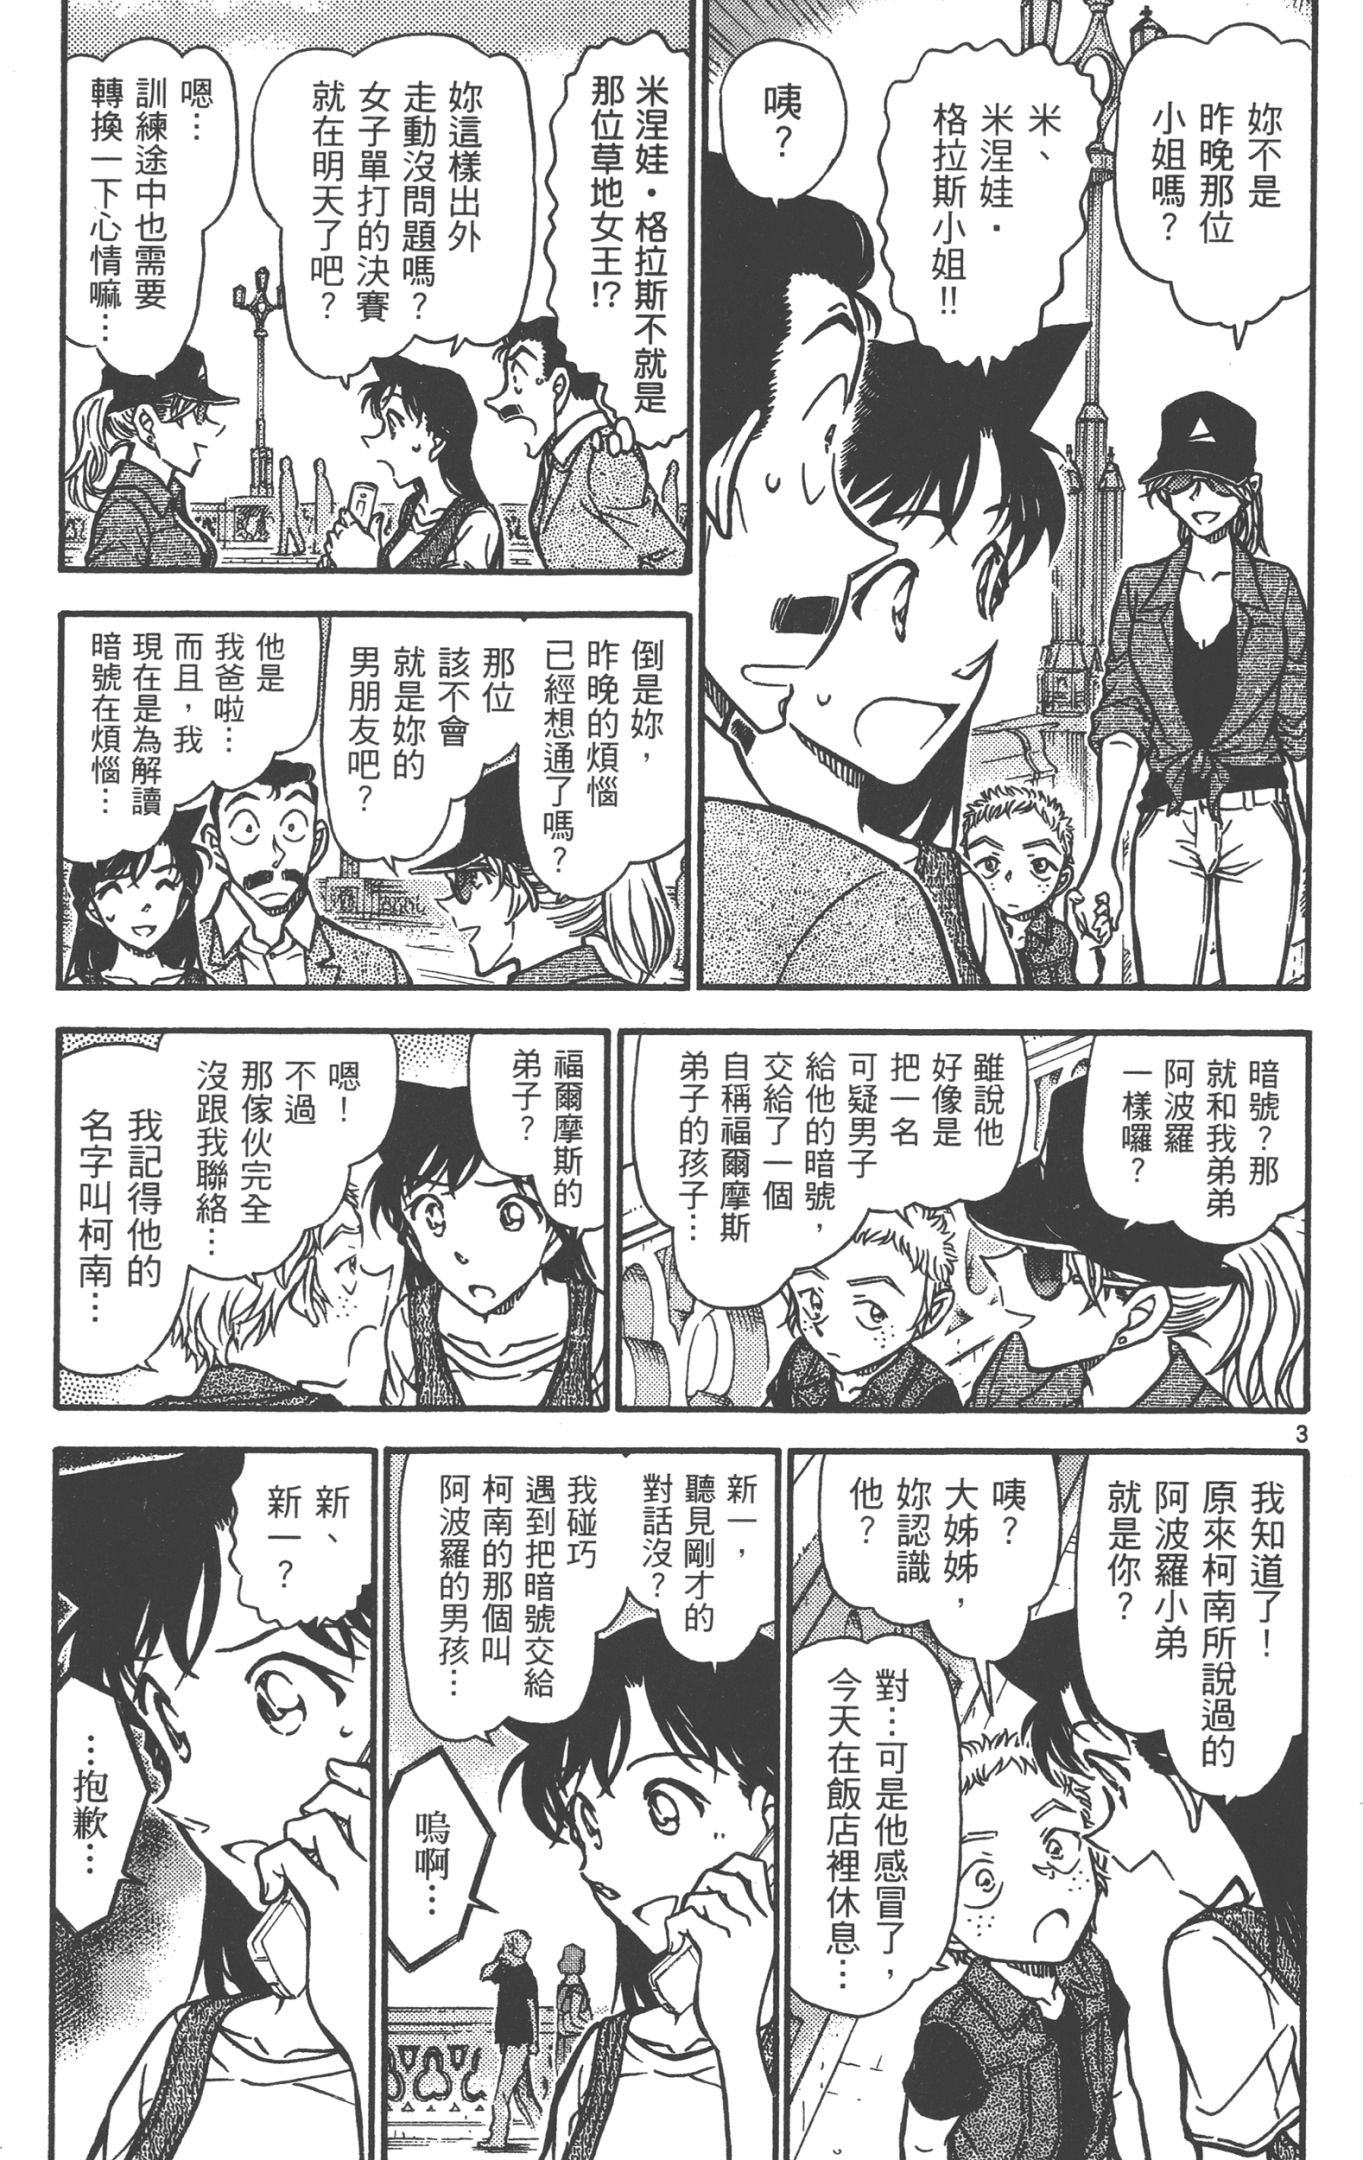 妳不是
昨晚那位
小姐嗎？
米、
米涅娃・
格拉斯小姐!!
咦？
米涅娃・格拉斯不就是
那位草地女王!?
妳這樣出外
走動沒問題嗎？
女子單打的決賽
就在明天了吧？
嗯…
訓練途中也需要
轉換一下心情嘛…
倒是妳，
昨晚的煩惱
已經想通了嗎？
那位
該不會
就是妳的
男朋友吧？
他是
我爸啦…
而且，我
現在是為解讀
暗號在煩惱…
暗號？那
就和我弟弟
阿波羅
一樣囉？
雖說他
好像是
把一名
可疑男子
給他的暗號，
交給了一個
自稱福爾摩斯
弟子的孩子…
福爾摩斯的
弟子？
嗯！
不過
那傢伙完全
沒跟我聯絡…
我記得他的
名字叫柯南…
3
我知道了！
原來柯南所說過的
阿波羅小弟
就是你？
咦？
大姊姊，
妳認識
他？
對…可是他感冒了，
今天在飯店裡休息…
新一，
聽見剛才的
對話沒？
我碰巧
遇到把暗號交給
柯南的那個叫
阿波羅的男孩…
嗚啊…
新、
新一？
…抱歉…